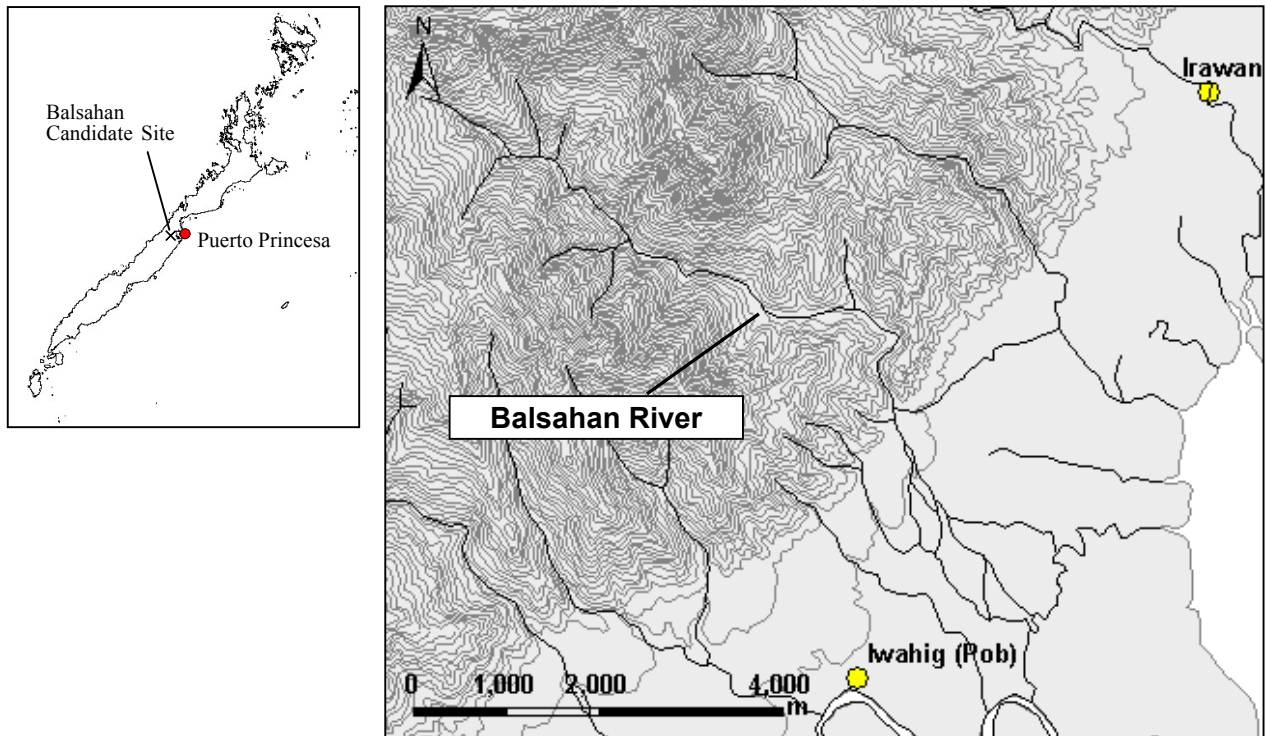 Balsahan
Candidate Site
Puerto Princesa
N
Irawan
Balsahan River
Iwahig (Pob)
0 1,000 2,000 4,000
m